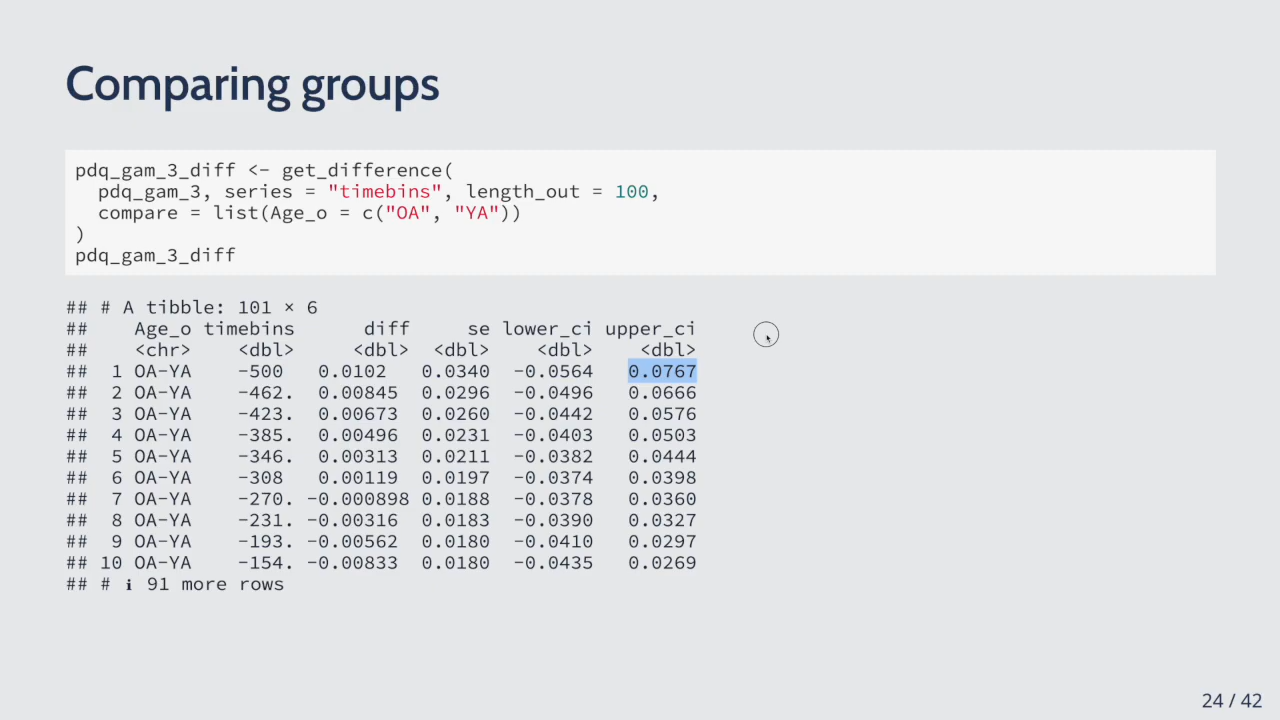 Comparing groups
pdq_gam_3_diff <- get_difference(
  pdq_gam_3, series = "timebins", length_out = 100,
  compare = list(Age_o = c("OA", "YA"))
)
pdq_gam_3_diff
## # A tibble: 101 × 6
##    Age_o timebins      diff     se lower_ci upper_ci
##    <chr>    <dbl>     <dbl>  <dbl>    <dbl>    <dbl>
##  1 OA-YA    -500   0.0102   0.0340  -0.0564   0.0767
##  2 OA-YA    -462.  0.00845  0.0296  -0.0496   0.0666
##  3 OA-YA    -423.  0.00673  0.0260  -0.0442   0.0576
##  4 OA-YA    -385.  0.00496  0.0231  -0.0403   0.0503
##  5 OA-YA    -346.  0.00313  0.0211  -0.0382   0.0444
##  6 OA-YA    -308   0.00119  0.0197  -0.0374   0.0398
##  7 OA-YA    -270. -0.000898 0.0188  -0.0378   0.0360
##  8 OA-YA    -231. -0.00316  0.0183  -0.0390   0.0327
##  9 OA-YA    -193. -0.00562  0.0180  -0.0410   0.0297
## 10 OA-YA    -154. -0.00833  0.0180  -0.0435   0.0269
## # ℹ 91 more rows
24 / 42